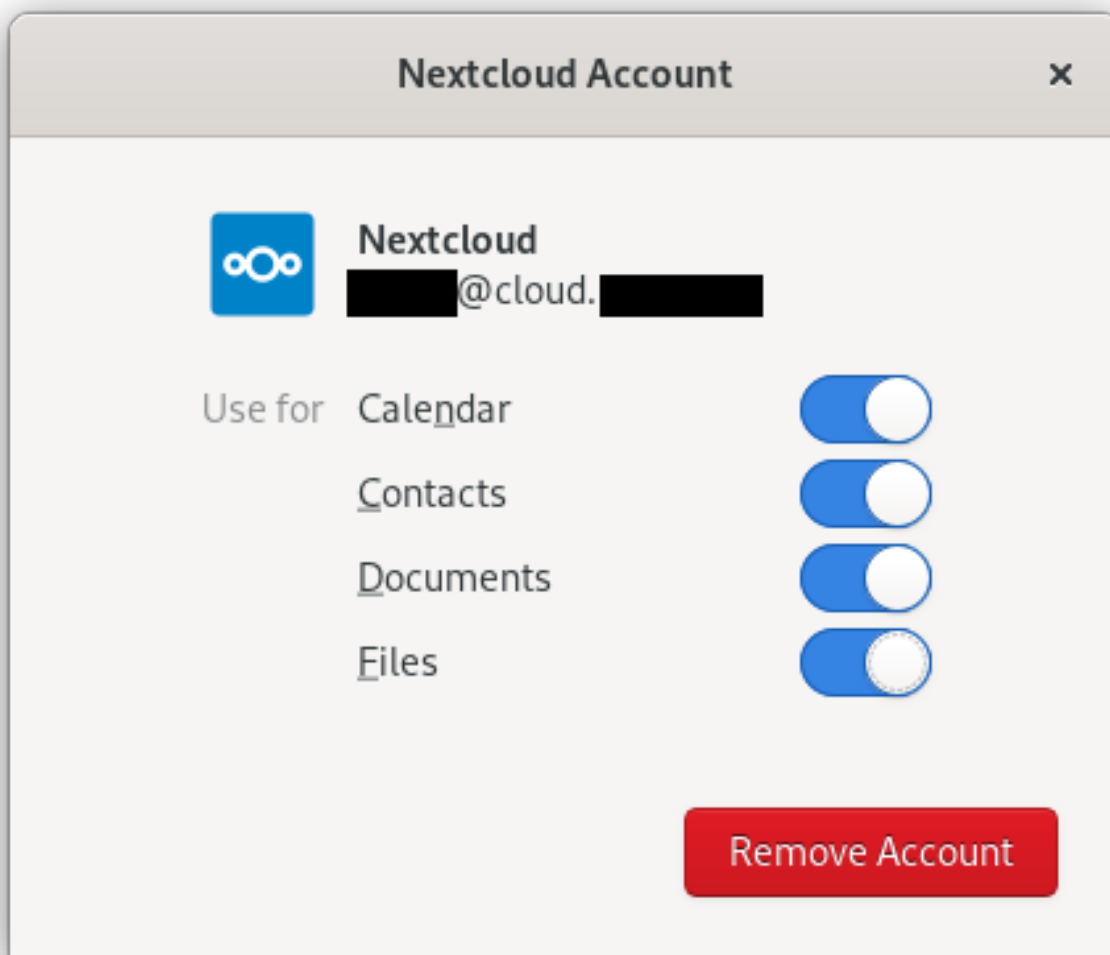 Nextcloud Account
Nextcloud
@cloud.
Use for Calendar
Contacts
Documents
Files
Remove Account